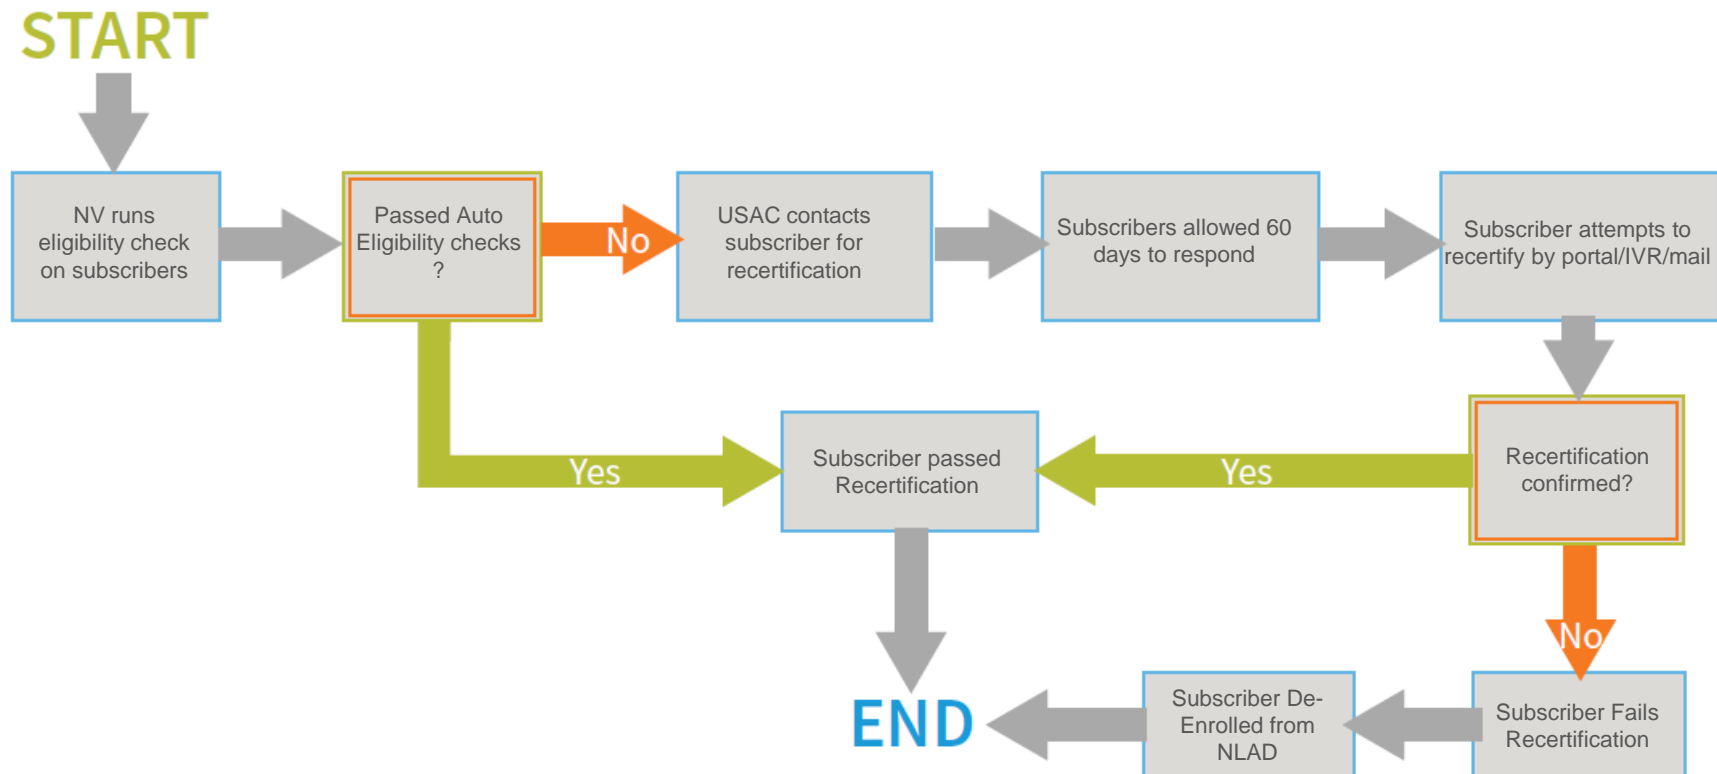 START
NV runs
eligibility check
on subscribers
Passed Auto
Eligibility checks
?
No
USAC contacts
subscriber for
recertification
Subscribers allowed 60
days to respond
Subscriber attempts to
recertify by portal/IVR/mail
Yes
Subscriber passed
Recertification
Yes
Recertification
confirmed?
No
END
Subscriber De-
Enrolled from
NLAD
Subscriber Fails
Recertification